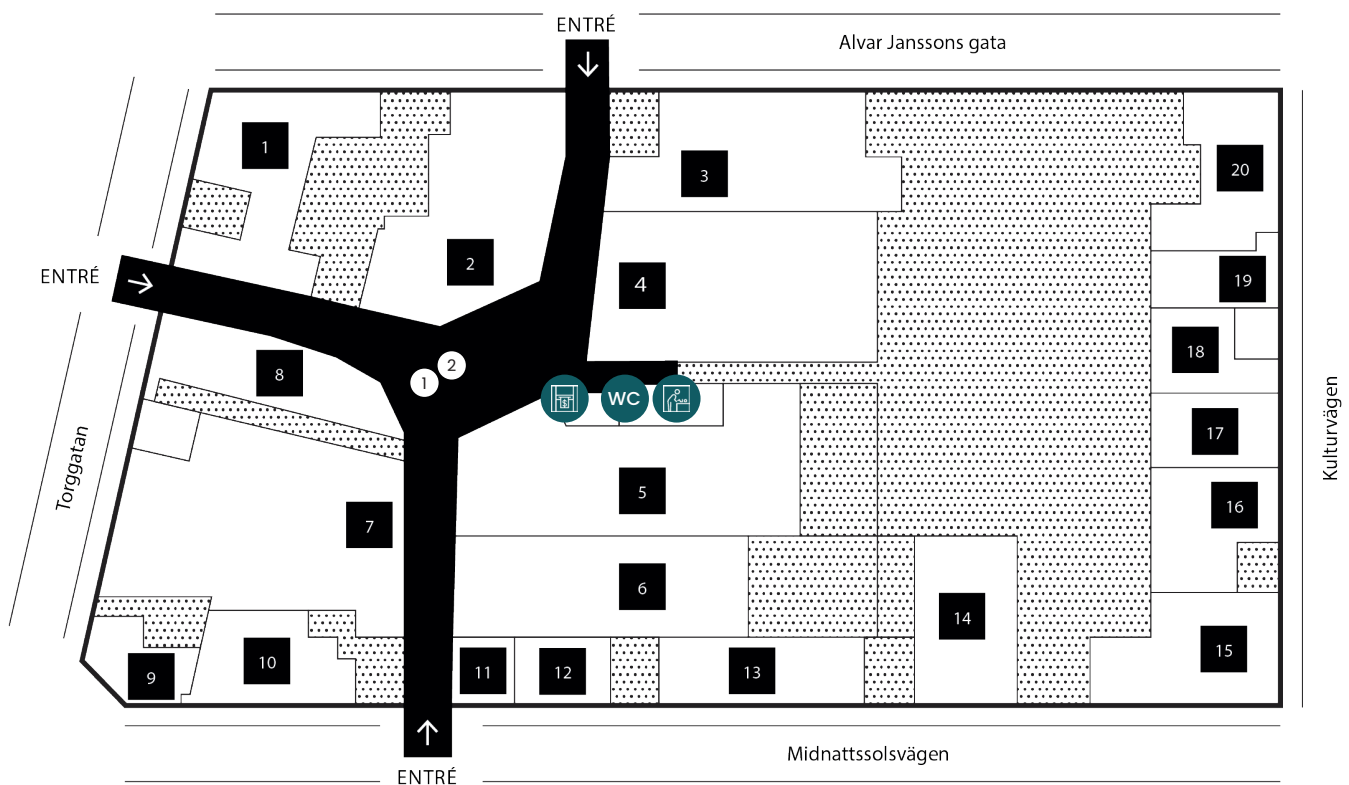 ENTRÉ
Alvar Janssons gata
1
3
20
2
ENTRÉ
4
19
18
8
2
1
WC
Torggatan
17
Kulturvägen
5
16
7
6
14
15
10
9
11
12
13
Midnattssolsvägen
ENTRÉ